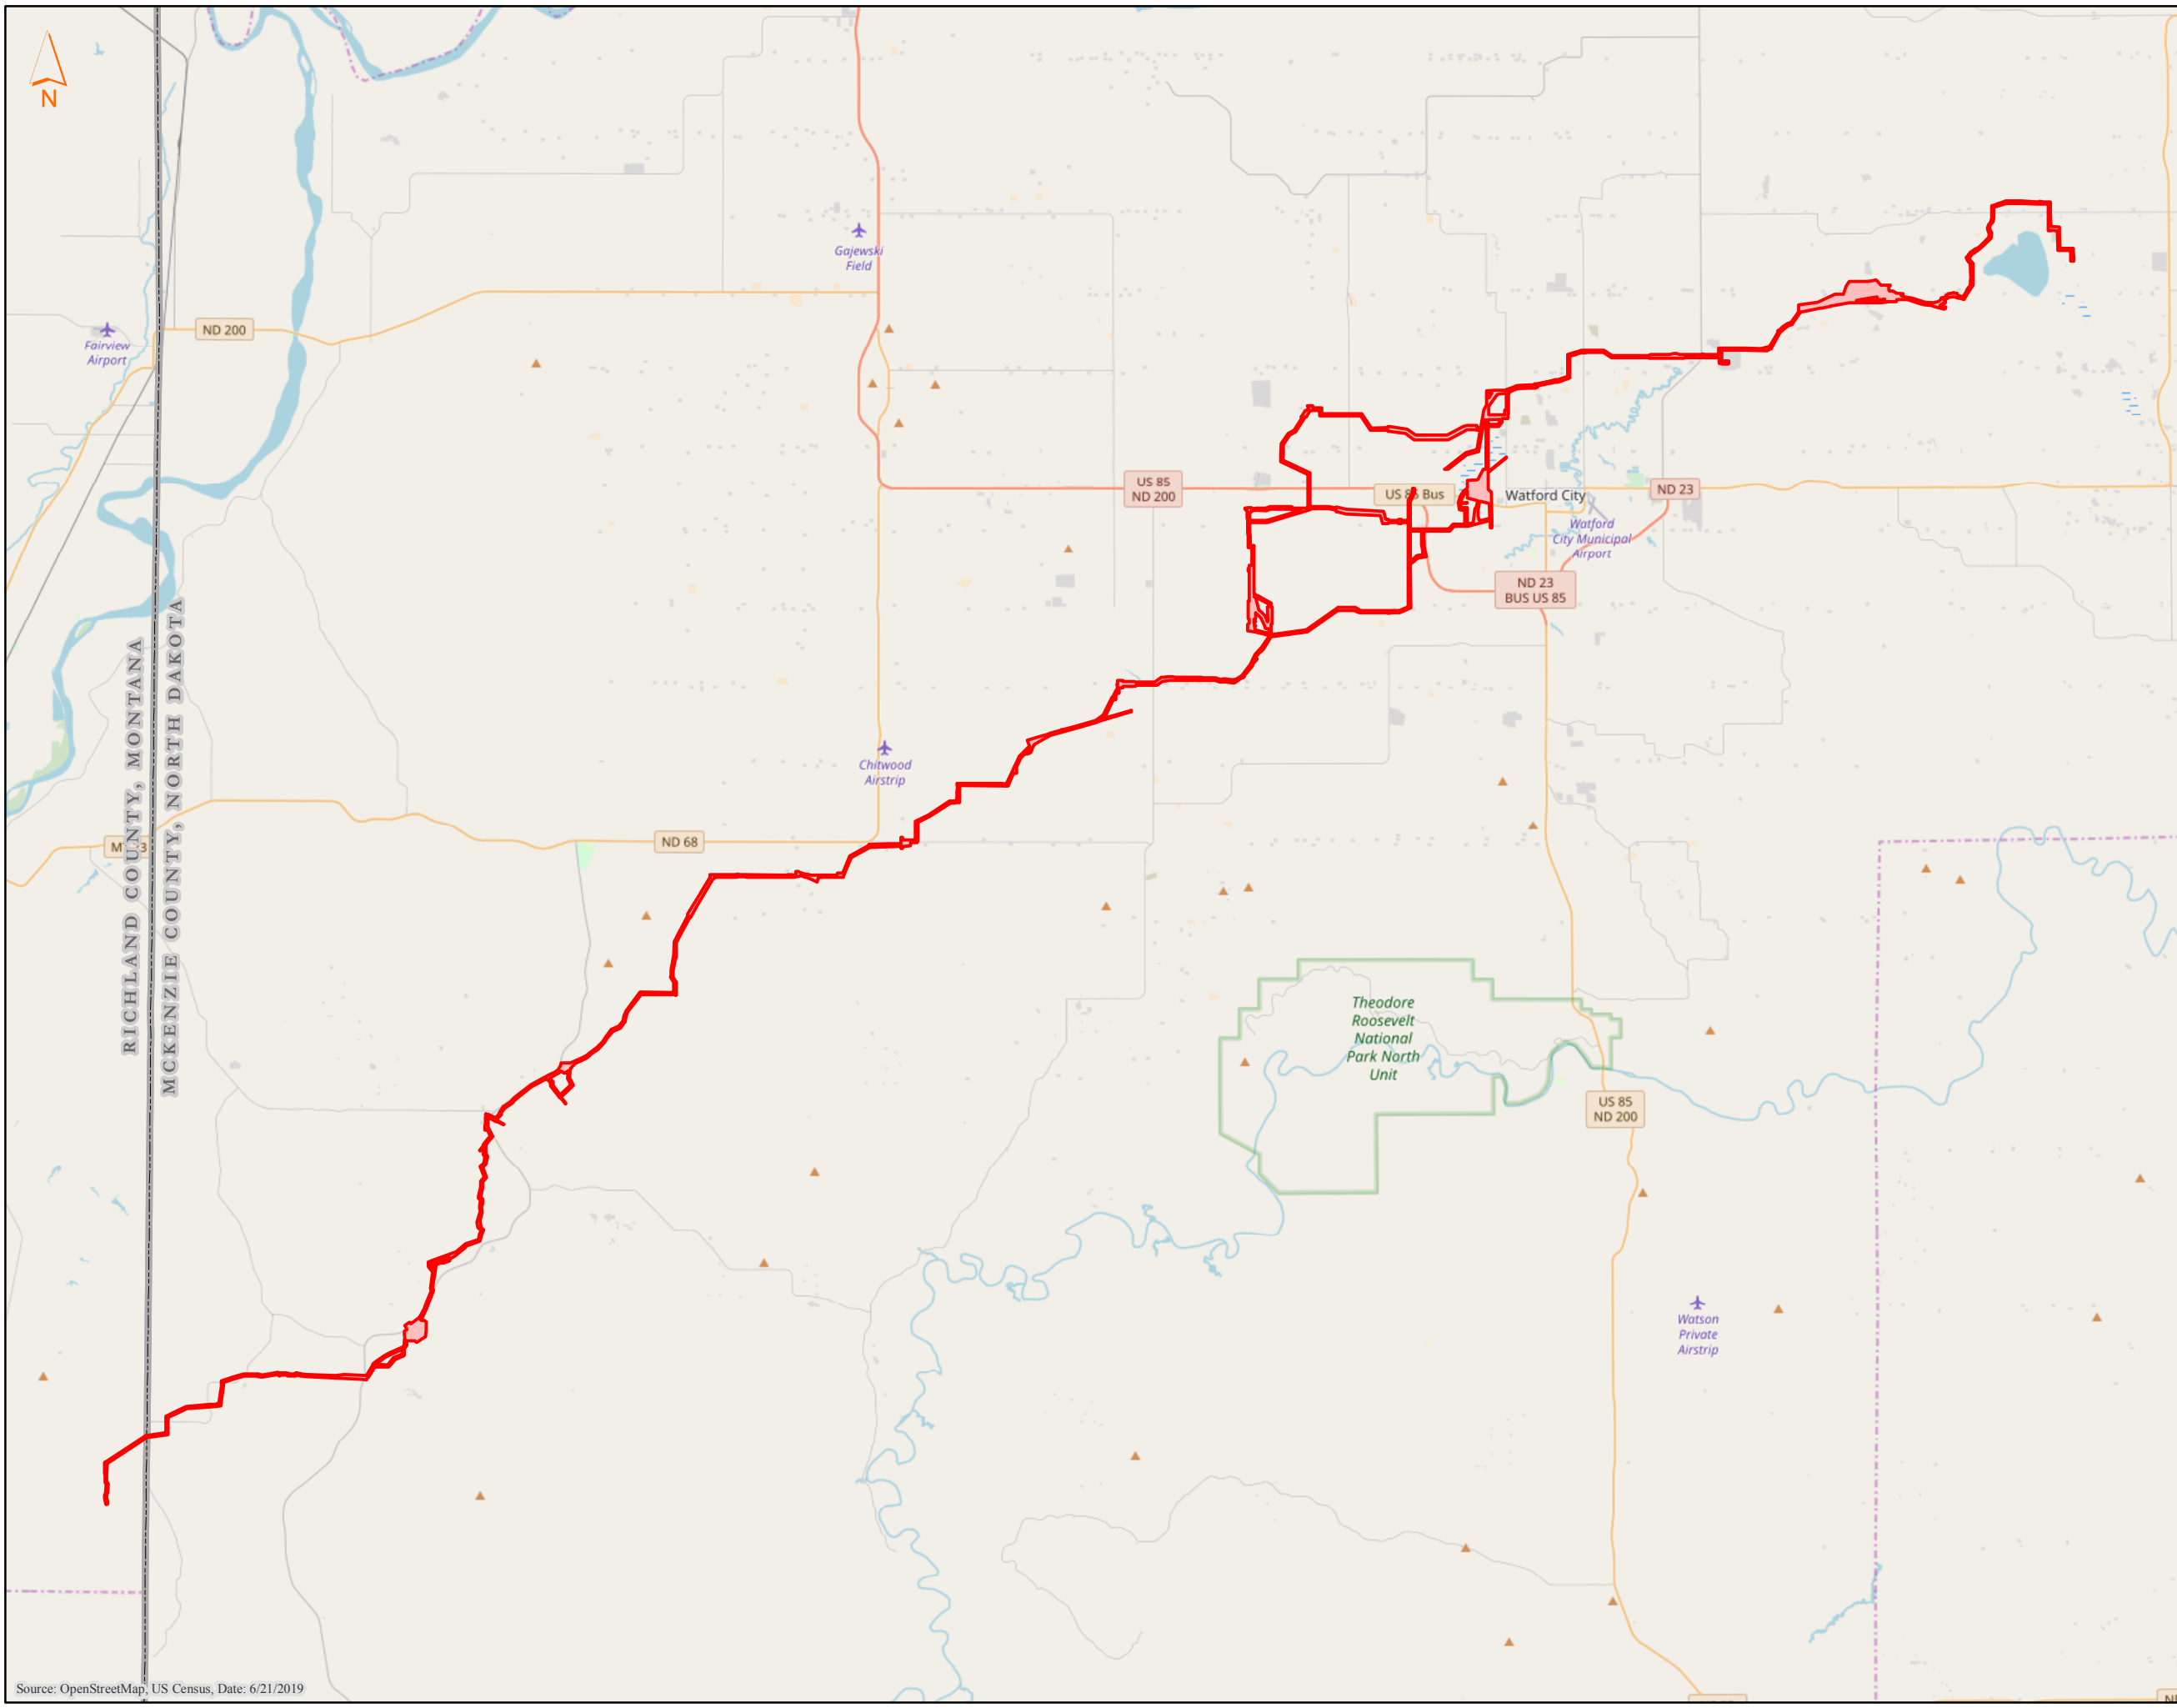 N
Gajewski
Field
ND 200
Fairview
Airport
US 85
ND 200
US 85 Bus
Watford City
ND 23
Watford
City Municipal
Airport
ND 23
BUS US 85
RICHLAND COUNTY, MONTANA
MCKENZIE COUNTY, NORTH DAKOTA
Chitwood
Airstrip
ND 68
Theodore
Roosevelt
National
Park North
Unit
US 85
ND 200
Watson
Private
Airstrip
Source: OpenStreetMap, US Census, Date: 6/21/2019